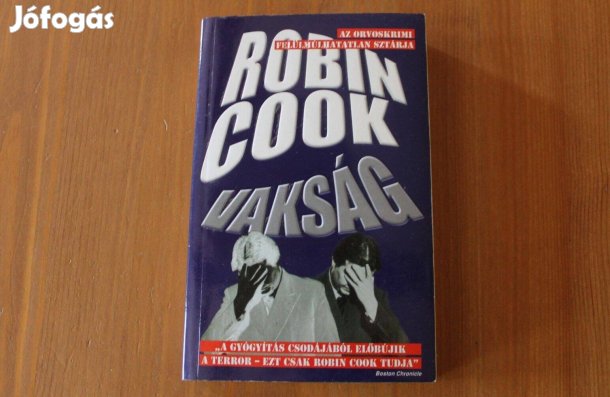 Jófogás
AZ ORVOSKRIMI
FELÜLMÚLHATATLAN SZTÁRJA
ROBIN
COOK
VAKSÁG
„A GYÓGYÍTÁS CSODÁJÁBÓL ELŐBÚJIK
A TERROR – EZT CSAK ROBIN COOK TUDJA”
Boston Chronicle